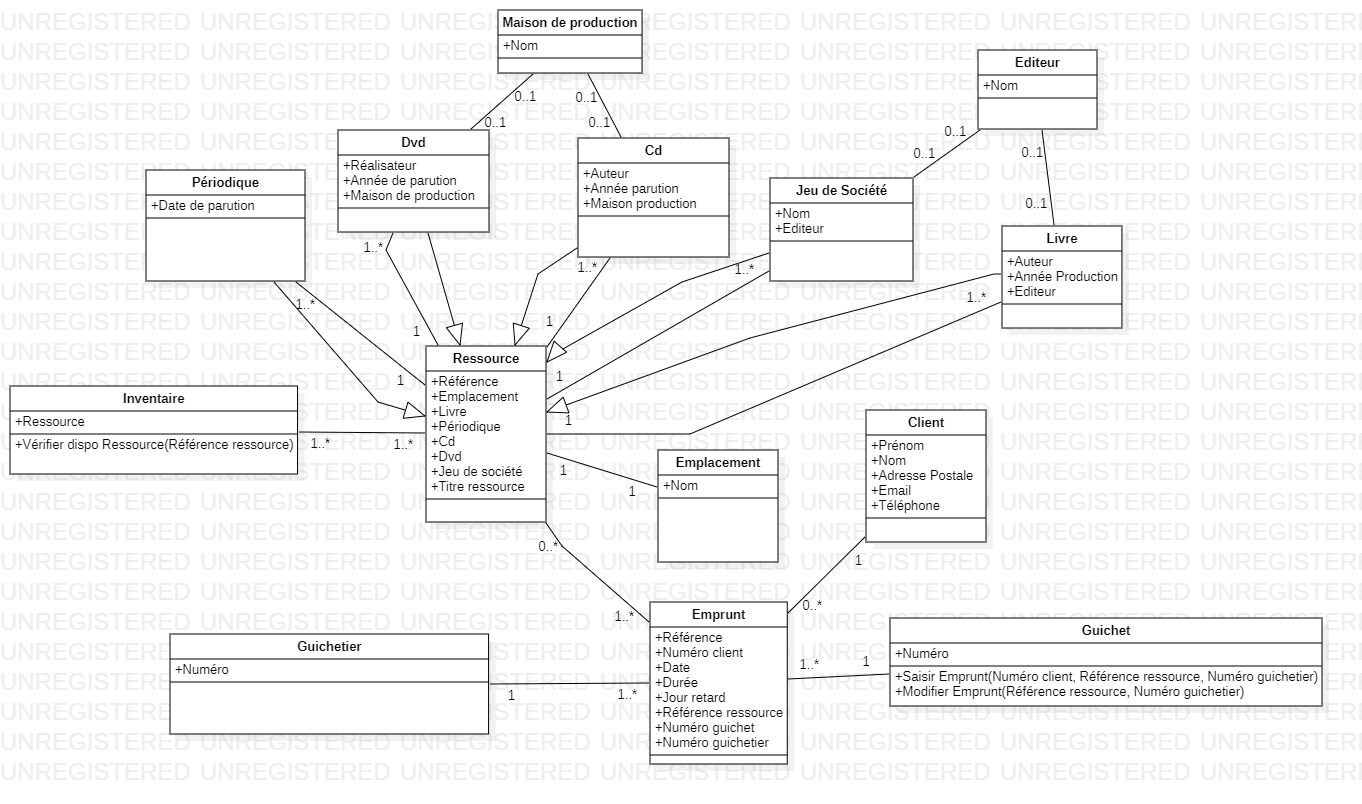 Maison de production
+Nom
0..1
0..1
0..1
0..1
Editeur
+Nom
0..1
0..1
0..1
0..1
Dvd
+Réalisateur
+Année de parution
+Maison de production
1..*
1
Cd
+Auteur
+Année parution
+Maison production
1..*
1
Périodique
+Date de parution
1..*
1
Jeu de Société
+Nom
+Editeur
1..*
1
Livre
+Auteur
+Année Production
+Editeur
1..*
1
Ressource
+Référence
+Emplacement
+Livre
+Périodique
+Cd
+Dvd
+Jeu de société
+Titre ressource
Inventaire
+Ressource
+Vérifier dispo Ressource(Référence ressource)
1..*
1..*
1
1
Emplacement
+Nom
Client
+Prénom
+Nom
+Adresse Postale
+Email
+Téléphone
1
0..*
0..*
1..*
Emprunt
+Référence
+Numéro client
+Date
+Durée
+Jour retard
+Référence ressource
+Numéro guichet
+Numéro guichetier
Guichetier
+Numéro
1
1..*
1..*
1
Guichet
+Numéro
+Saisir Emprunt(Numéro client, Référence ressource, Numéro guichetier)
+Modifier Emprunt(Référence ressource, Numéro guichetier)
UNREGISTERED